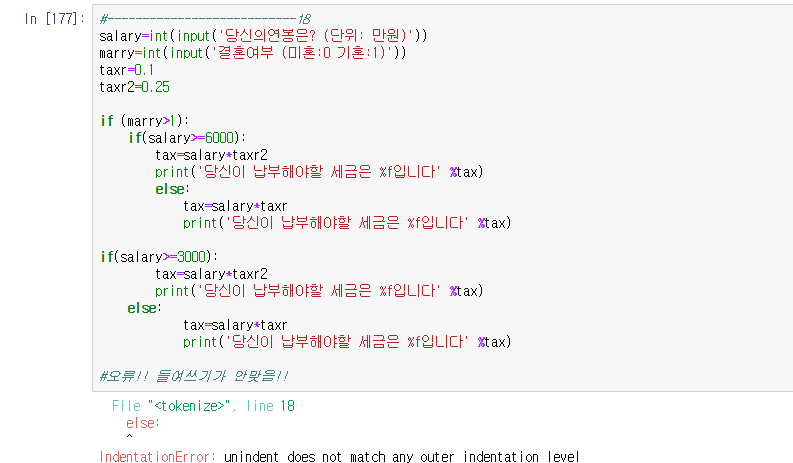 In [177]:
#---------------------------18
salary=int(input('당신의연봉은? (단위: 만원)'))
marry=int(input('결혼여부 (미혼:0 기혼:1)'))
taxr=0.1
taxr2=0.25

if (marry>1):
    if(salary>=6000):
        tax=salary*taxr2
        print('당신이 납부해야할 세금은 %f입니다' %tax)
        else:
            tax=salary*taxr
            print('당신이 납부해야할 세금은 %f입니다' %tax)

if(salary>=3000):
        tax=salary*taxr2
        print('당신이 납부해야할 세금은 %f입니다' %tax)
    else:
            tax=salary*taxr
            print('당신이 납부해야할 세금은 %f입니다' %tax)

#오류!! 들여쓰기가 안맞음!!
  File "<tokenize>", line 18
    else:
    ^
IndentationError: unindent does not match any outer indentation level